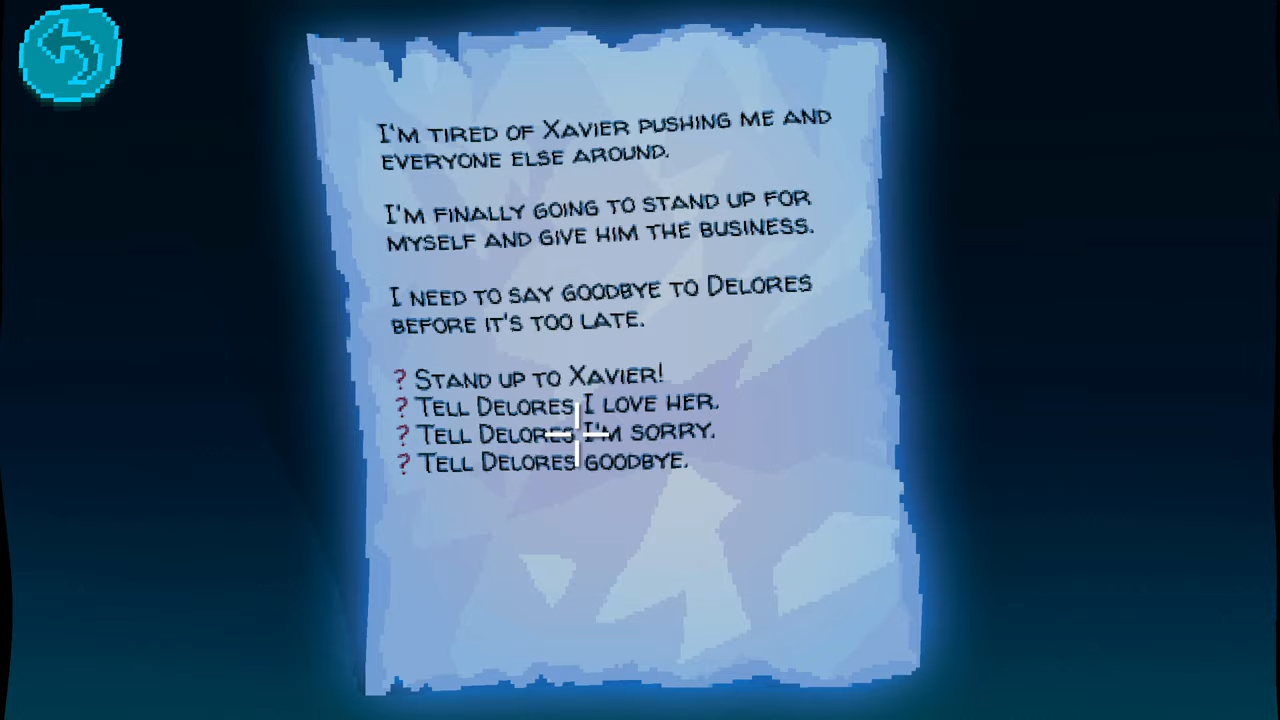 I'm tired of Xavier pushing me and
everyone else around.
I'm finally going to stand up for
myself and give him the business.
I need to say goodbye to Delores
before it's too late.
? Stand up to Xavier!
? Tell Delores I love her.
? Tell Delores I'm sorry.
? Tell Delores goodbye.